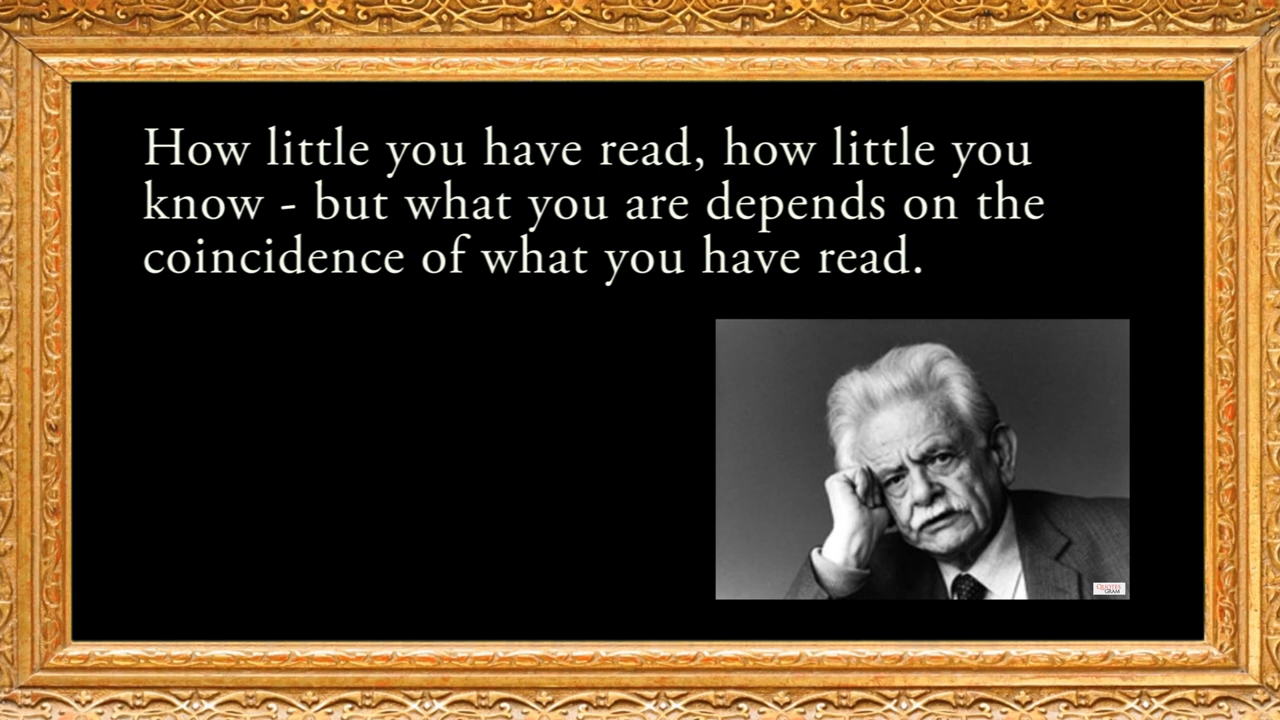 How little you have read, how little you
know - but what you are depends on the
coincidence of what you have read.
QUOTES
GRAM